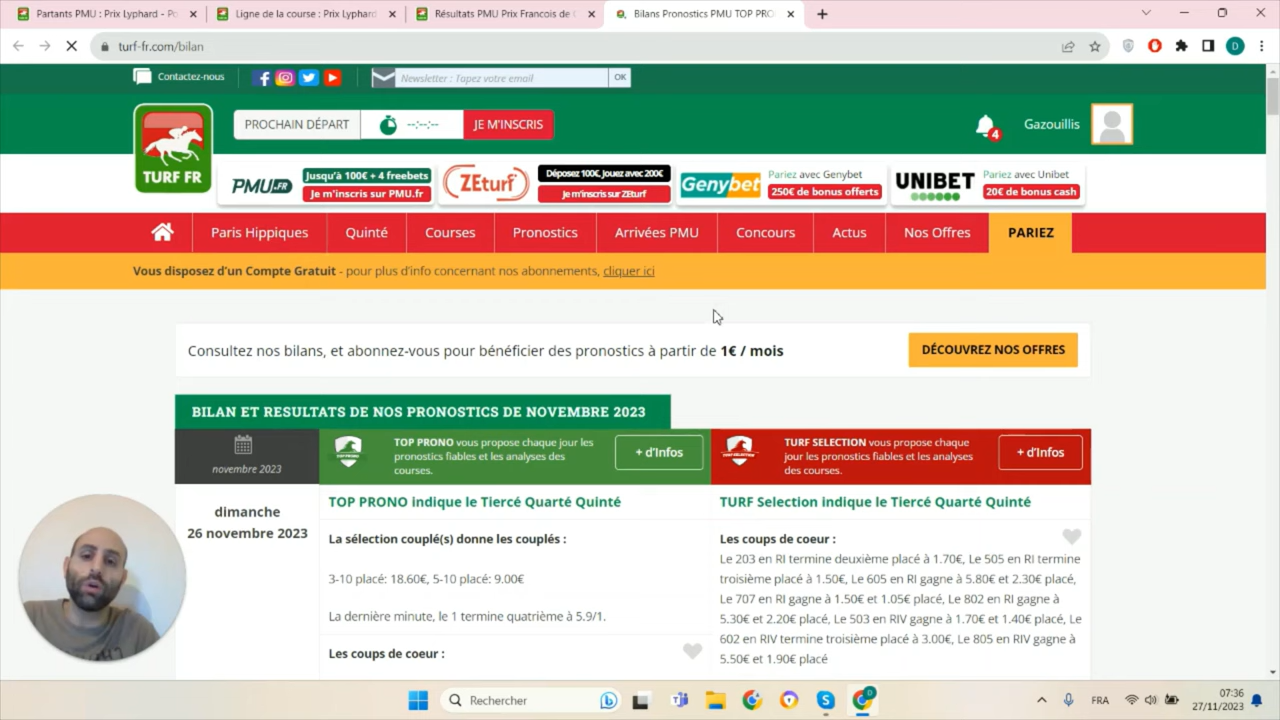 Partants PMU : Prix Lyphard - Po
Ligne de la course : Prix Lyphard
Résultats PMU Prix Francois de
Bilans Pronostics PMU TOP PRO
turf-fr.com/bilan
D
Contactez-nous
Newsletter : Tapez votre email
OK
TURF FR
PROCHAIN DÉPART
--:--:--
JE M'INSCRIS
4
Gazouillis
PMU.FR
Jusqu'à 100€ + 4 freebets
Je m'inscris sur PMU.fr
ZEturf
Déposez 100€, Jouez avec 200€
Je m'inscris sur ZEturf
Genybet
Pariez avec Genybet
250€ de bonus offerts
UNIBET
Pariez avec Unibet
20€ de bonus cash
Paris Hippiques
Quinté
Courses
Pronostics
Arrivées PMU
Concours
Actus
Nos Offres
PARIEZ
Vous disposez d'un Compte Gratuit - pour plus d'info concernant nos abonnements, cliquer ici
Consultez nos bilans, et abonnez-vous pour bénéficier des pronostics à partir de 1€ / mois
DÉCOUVREZ NOS OFFRES
BILAN ET RESULTATS DE NOS PRONOSTICS DE NOVEMBRE 2023
novembre 2023
TOP PRONO vous propose chaque jour les
pronostics fiables et les analyses des
courses.
+ d'Infos
TURF SELECTION vous propose chaque
jour les pronostics fiables et les analyses
des courses.
+ d'Infos
dimanche
26 novembre 2023
TOP PRONO indique le Tiercé Quarté Quinté
La sélection couplé(s) donne les couplés :
3-10 placé: 18.60€, 5-10 placé: 9.00€
La dernière minute, le 1 termine quatrième à 5.9/1.
Les coups de coeur :
TURF Selection indique le Tiercé Quarté Quinté
Les coups de coeur :
Le 203 en RI termine deuxième placé à 1.70€, Le 505 en RI termine
troisième placé à 1.50€, Le 605 en RI gagne à 5.80€ et 2.30€ placé,
Le 707 en RI gagne à 1.50€ et 1.05€ placé, Le 802 en RI gagne à
5.30€ et 2.20€ placé, Le 503 en RIV gagne à 1.70€ et 1.40€ placé, Le
602 en RIV termine troisième placé à 3.00€, Le 805 en RIV gagne à
5.50€ et 1.90€ placé
Rechercher
FRA
07:36
27/11/2023